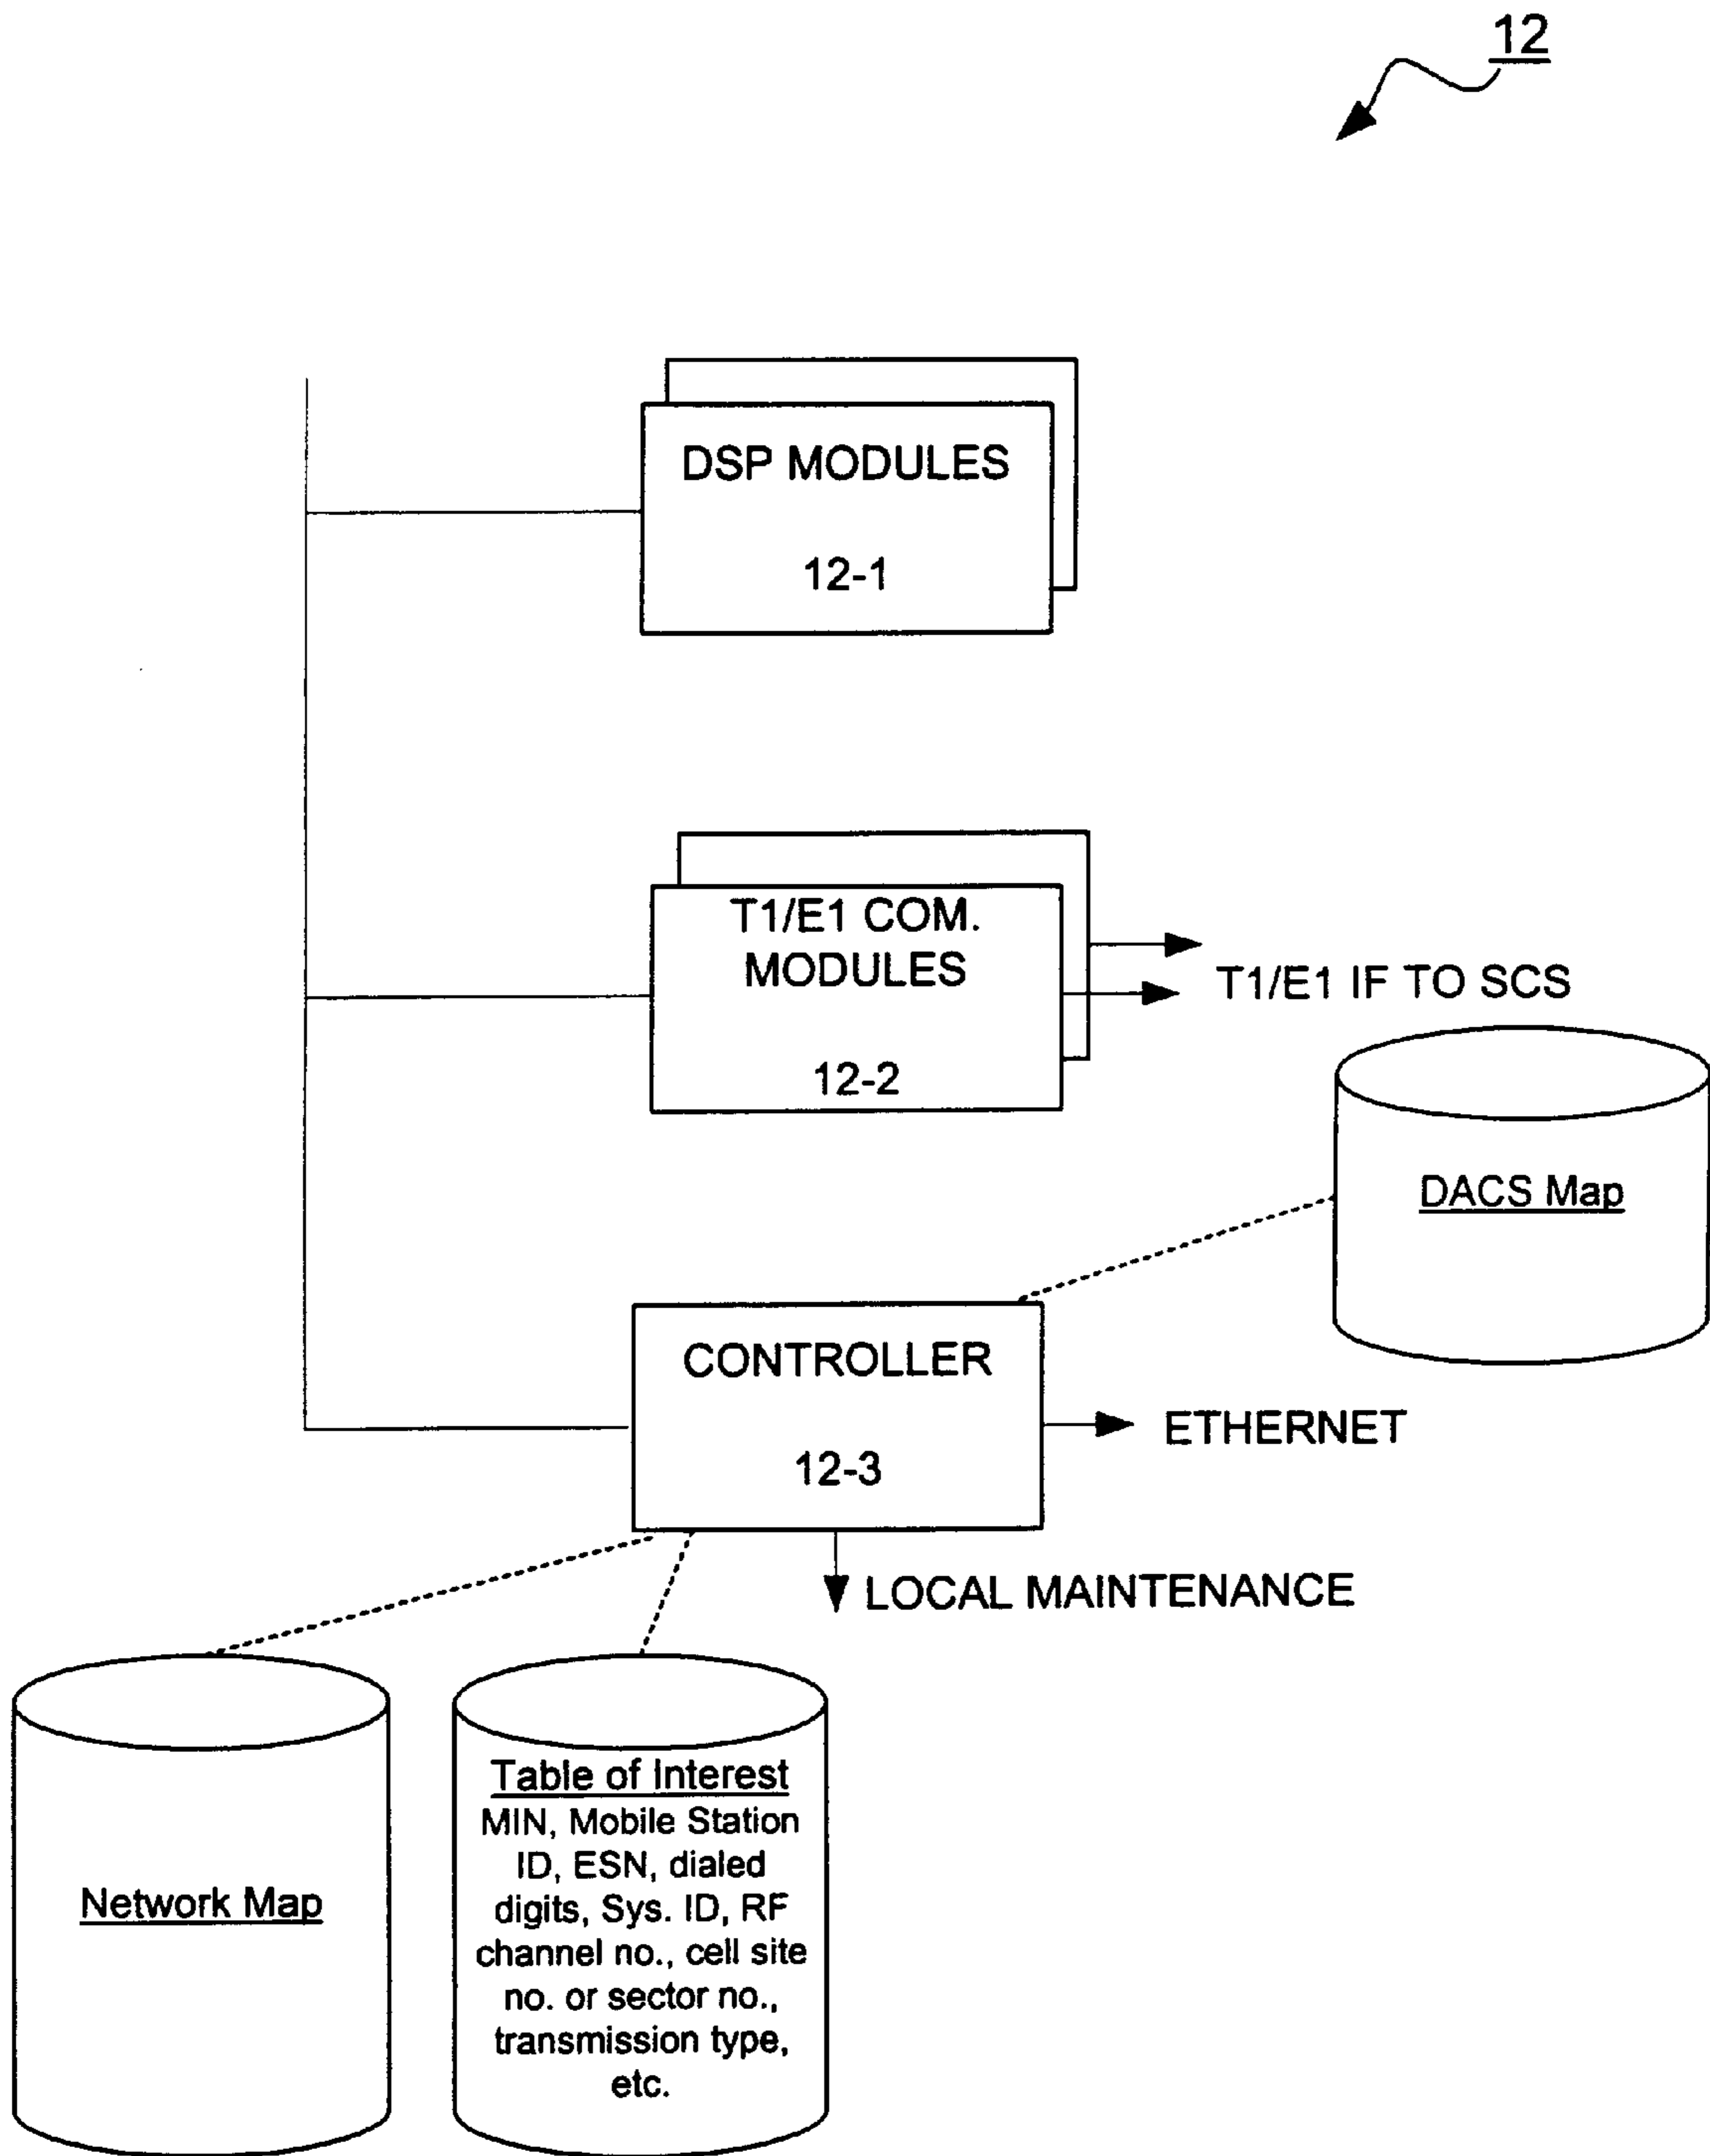 12
DSP MODULES
12-1
T1/E1 COM.
MODULES
12-2
T1/E1 IF TO SCS
DACS Map
CONTROLLER
12-3
ETHERNET
LOCAL MAINTENANCE
Network Map
Table of Interest
MIN, Mobile Station
ID, ESN, dialed
digits, Sys. ID, RF
channel no., cell site
no. or sector no.,
transmission type,
etc.